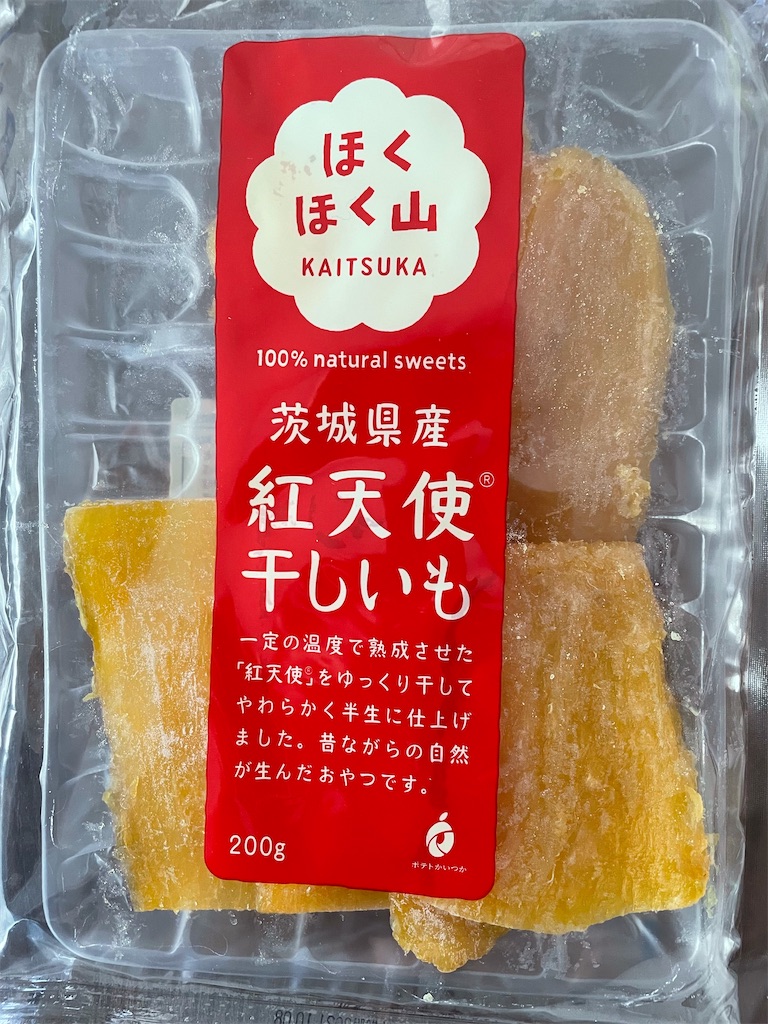 ほく
ほく山
KAITSUKA
100% natural sweets
茨城県産
紅天使®
干しいも
一定の温度で熟成させた
「紅天使®」をゆっくり干して
やわらかく半生に仕上げ
ました。昔ながらの自然
が生んだおやつです。
200g
ポテトかいつか